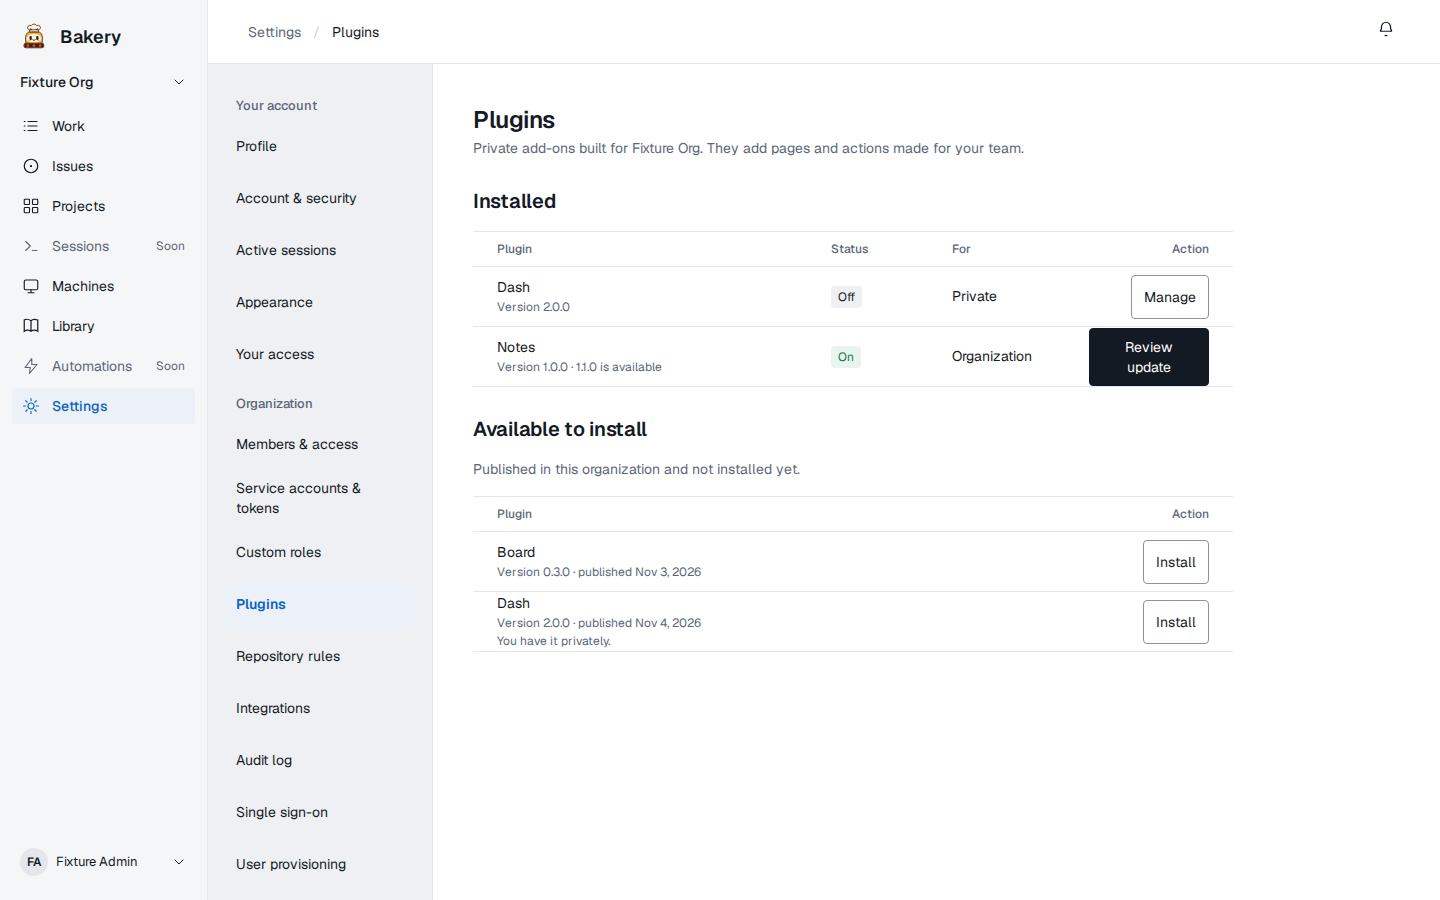 Bakery
Fixture Org
Work
Issues
Projects
Sessions Soon
Machines
Library
Automations Soon
Settings
FA Fixture Admin
Settings / Plugins
Your account
Profile
Account & security
Active sessions
Appearance
Your access
Organization
Members & access
Service accounts &
tokens
Custom roles
Plugins
Repository rules
Integrations
Audit log
Single sign-on
User provisioning
Plugins
Private add-ons built for Fixture Org. They add pages and actions made for your team.
Installed
Plugin Status For Action
Dash
Version 2.0.0
Off Private Manage
Notes
Version 1.0.0 · 1.1.0 is available
On Organization
Review
update
Available to install
Published in this organization and not installed yet.
Plugin Action
Board
Version 0.3.0 · published Nov 3, 2026
Install
Dash
Version 2.0.0 · published Nov 4, 2026
You have it privately.
Install